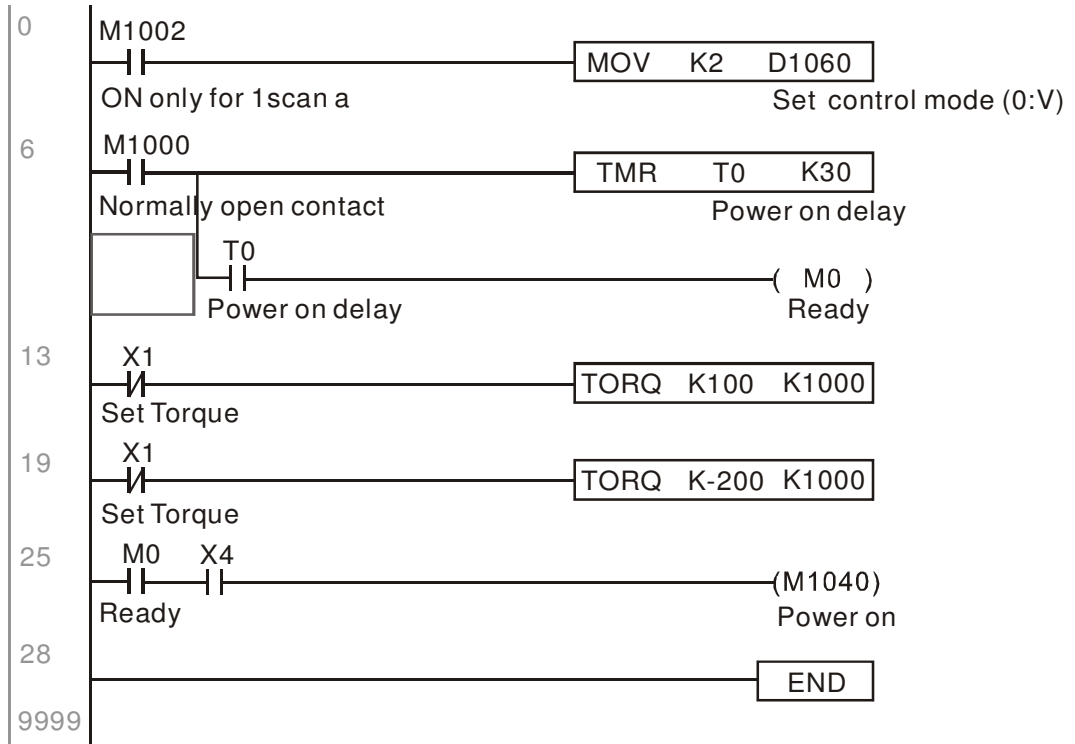 0
M1002
MOV K2 D1060
ON only for 1scan a
Set control mode (0:V)
6
M1000
TMR T0 K30
Normally open contact
Power on delay
T0
( M0 )
Power on delay
Ready
13
X1
TORQ K100 K1000
Set Torque
19
X1
TORQ K-200 K1000
Set Torque
25
M0 X4
(M1040)
Ready
Power on
28
END
9999